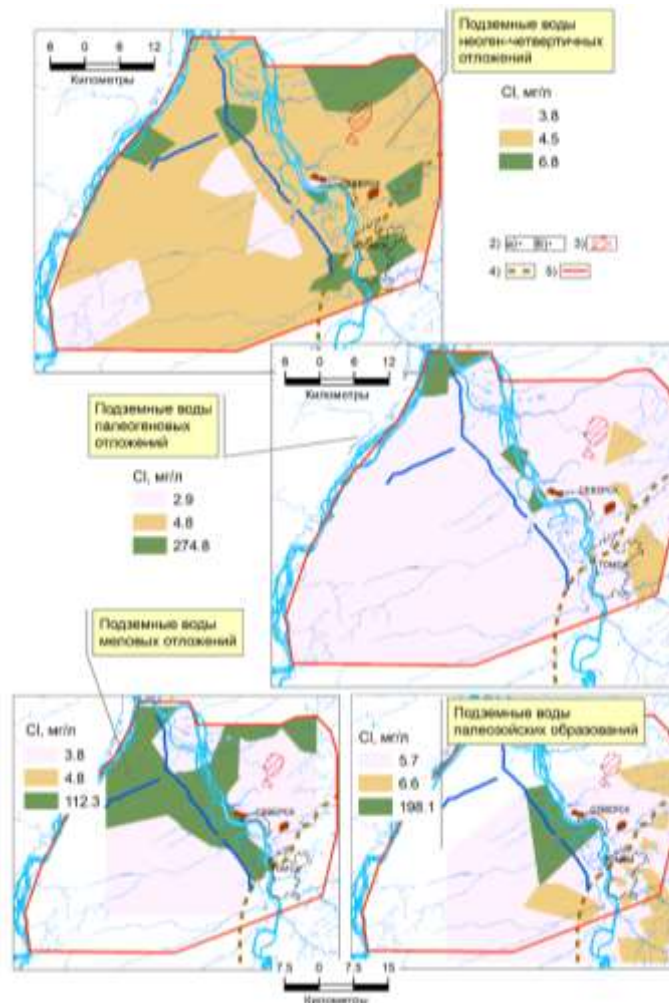 6 0 6 12
Километры
Подземные воды
неоген-четвертичных
отложений
Cl, мг/л
3.8
4.5
6.8
2) а) б) 3)
4) 5)
6 0 6 12
Километры
Подземные воды
палеогеновых
отложений
Cl, мг/л
2.9
4.8
274.8
СЕВЕРСК
ТОМСК
Подземные воды
меловых отложений
Cl, мг/л
3.8
4.8
112.3
СЕВЕРСК
Подземные воды
палеозойских образований
Cl, мг/л
5.7
6.6
198.1
СЕВЕРСК
7.5 0 7.5 15
Километры